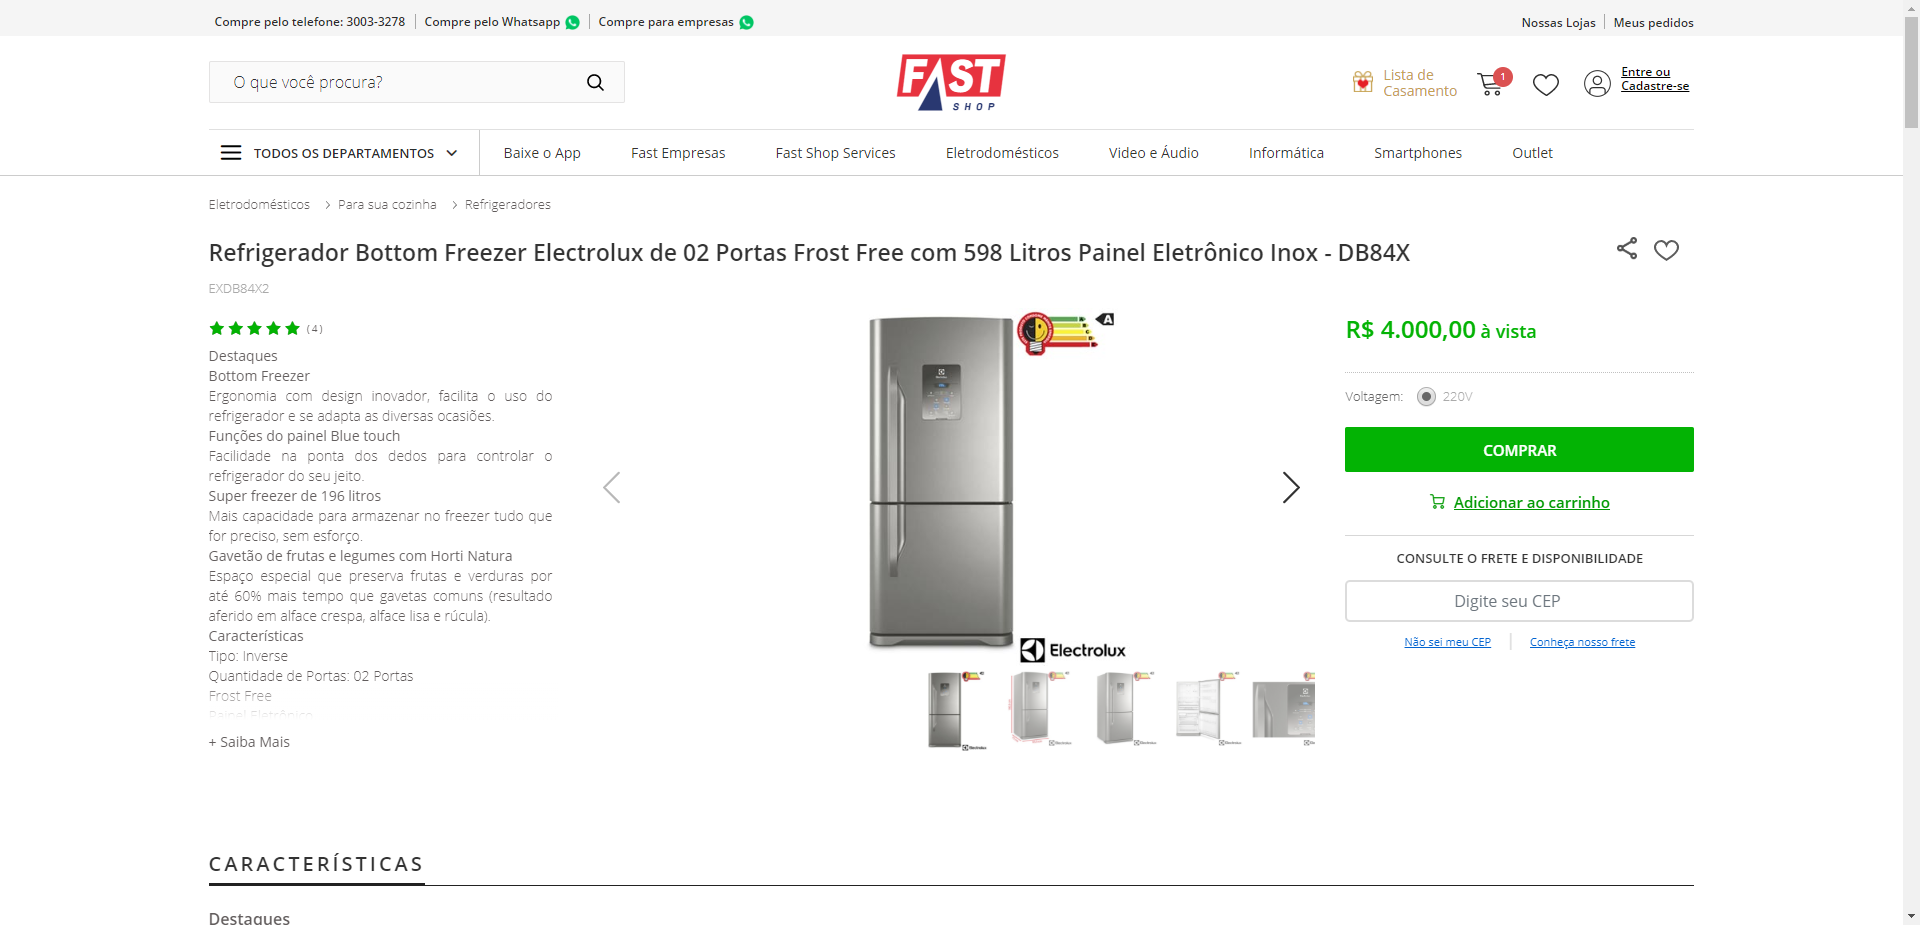 Compre pelo telefone: 3003-3278
Compre pelo Whatsapp
Compre para empresas
Nossas Lojas
Meus pedidos
O que você procura?
FAST
SHOP
Lista de
Casamento
1
Entre ou
Cadastre-se
TODOS OS DEPARTAMENTOS
Baixe o App
Fast Empresas
Fast Shop Services
Eletrodomésticos
Video e Áudio
Informática
Smartphones
Outlet
Eletrodomésticos
Para sua cozinha
Refrigeradores
Refrigerador Bottom Freezer Electrolux de 02 Portas Frost Free com 598 Litros Painel Eletrônico Inox - DB84X
EXDB84X2
(4)
Destaques
Bottom Freezer
Ergonomia com design inovador, facilita o uso do
refrigerador e se adapta as diversas ocasiões.
Funções do painel Blue touch
Facilidade na ponta dos dedos para controlar o
refrigerador do seu jeito.
Super freezer de 196 litros
Mais capacidade para armazenar no freezer tudo que
for preciso, sem esforço.
Gavetão de frutas e legumes com Horti Natura
Espaço especial que preserva frutas e verduras por
até 60% mais tempo que gavetas comuns (resultado
aferido em alface crespa, alface lisa e rúcula).
Características
Tipo: Inverse
Quantidade de Portas: 02 Portas
Frost Free
Painel Eletrônico
+ Saiba Mais
A
Electrolux
R$ 4.000,00 à vista
Voltagem:
220V
COMPRAR
Adicionar ao carrinho
CONSULTE O FRETE E DISPONIBILIDADE
Digite seu CEP
Não sei meu CEP
Conheça nosso frete
CARACTERÍSTICAS
Destaques